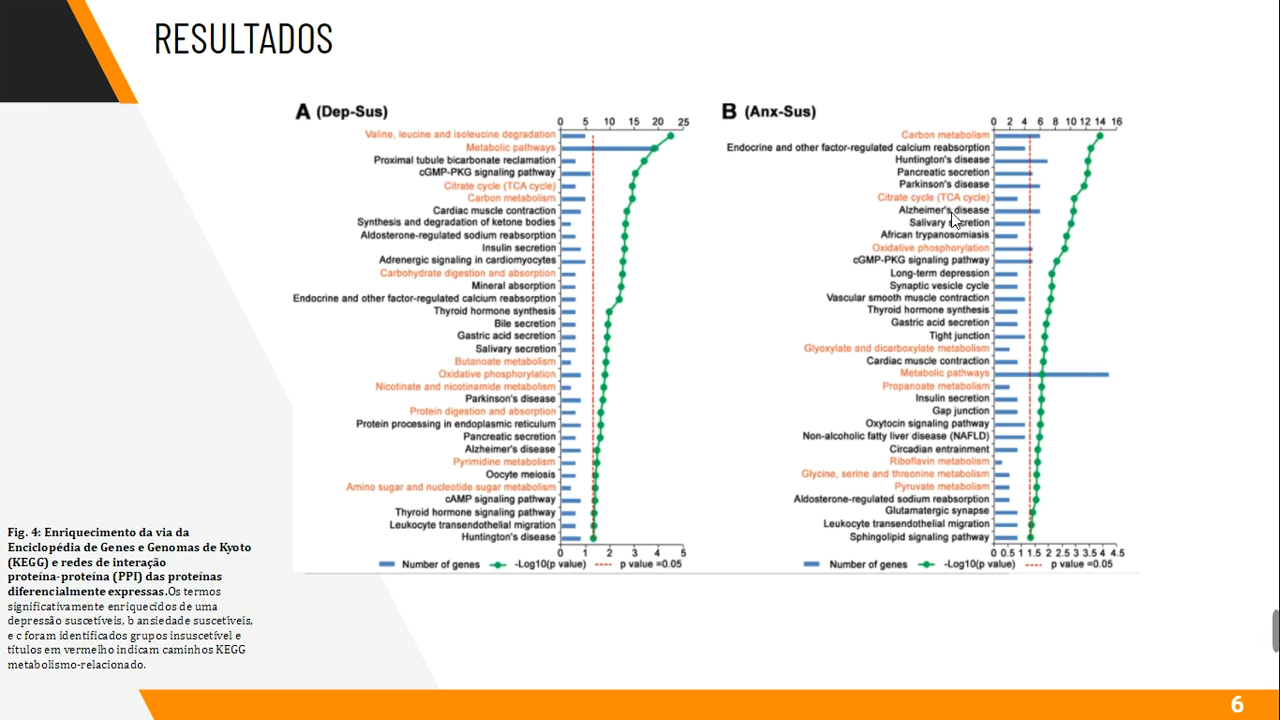 RESULTADOS
A (Dep-Sus)
0 5 10 15 20 25
Valine, leucine and isoleucine degradation
Metabolic pathways
Proximal tubule bicarbonate reclamation
cGMP-PKG signaling pathway
Citrate cycle (TCA cycle)
Carbon metabolism
Cardiac muscle contraction
Synthesis and degradation of ketone bodies
Aldosterone-regulated sodium reabsorption
Insulin secretion
Adrenergic signaling in cardiomyocytes
Carbohydrate digestion and absorption
Mineral absorption
Endocrine and other factor-regulated calcium reabsorption
Thyroid hormone synthesis
Bile secretion
Gastric acid secretion
Salivary secretion
Butanoate metabolism
Oxidative phosphorylation
Nicotinate and nicotinamide metabolism
Parkinson's disease
Protein digestion and absorption
Protein processing in endoplasmic reticulum
Pancreatic secretion
Alzheimer's disease
Pyrimidine metabolism
Oocyte meiosis
Amino sugar and nucleotide sugar metabolism
cAMP signaling pathway
Thyroid hormone signaling pathway
Leukocyte transendothelial migration
Huntington's disease
0 1 2 3 4 5
Number of genes -Log10(p value) p value =0.05
B (Anx-Sus)
0 2 4 6 8 10 12 14 16
Carbon metabolism
Endocrine and other factor-regulated calcium reabsorption
Huntington's disease
Pancreatic secretion
Parkinson's disease
Citrate cycle (TCA cycle)
Alzheimer's disease
Salivary secretion
African trypanosomiasis
Oxidative phosphorylation
cGMP-PKG signaling pathway
Long-term depression
Synaptic vesicle cycle
Vascular smooth muscle contraction
Thyroid hormone synthesis
Gastric acid secretion
Tight junction
Glyoxylate and dicarboxylate metabolism
Cardiac muscle contraction
Metabolic pathways
Propanoate metabolism
Insulin secretion
Gap junction
Oxytocin signaling pathway
Non-alcoholic fatty liver disease (NAFLD)
Circadian entrainment
Riboflavin metabolism
Glycine, serine and threonine metabolism
Pyruvate metabolism
Aldosterone-regulated sodium reabsorption
Glutamatergic synapse
Leukocyte transendothelial migration
Sphingolipid signaling pathway
0 0.5 1 1.5 2 2.5 3 3.5 4 4.5
Number of genes -Log10(p value) p value =0.05
Fig. 4: Enriquecimento da via da
Enciclopédia de Genes e Genomas de Kyoto
(KEGG) e redes de interação
proteína-proteína (PPI) das proteínas
diferencialmente expressas.Os termos
significativamente enriquecidos de uma
depressão suscetíveis, b ansiedade suscetíveis,
e c foram identificados grupos insuscetível e
títulos em vermelho indicam caminhos KEGG
metabolismo-relacionado.
6